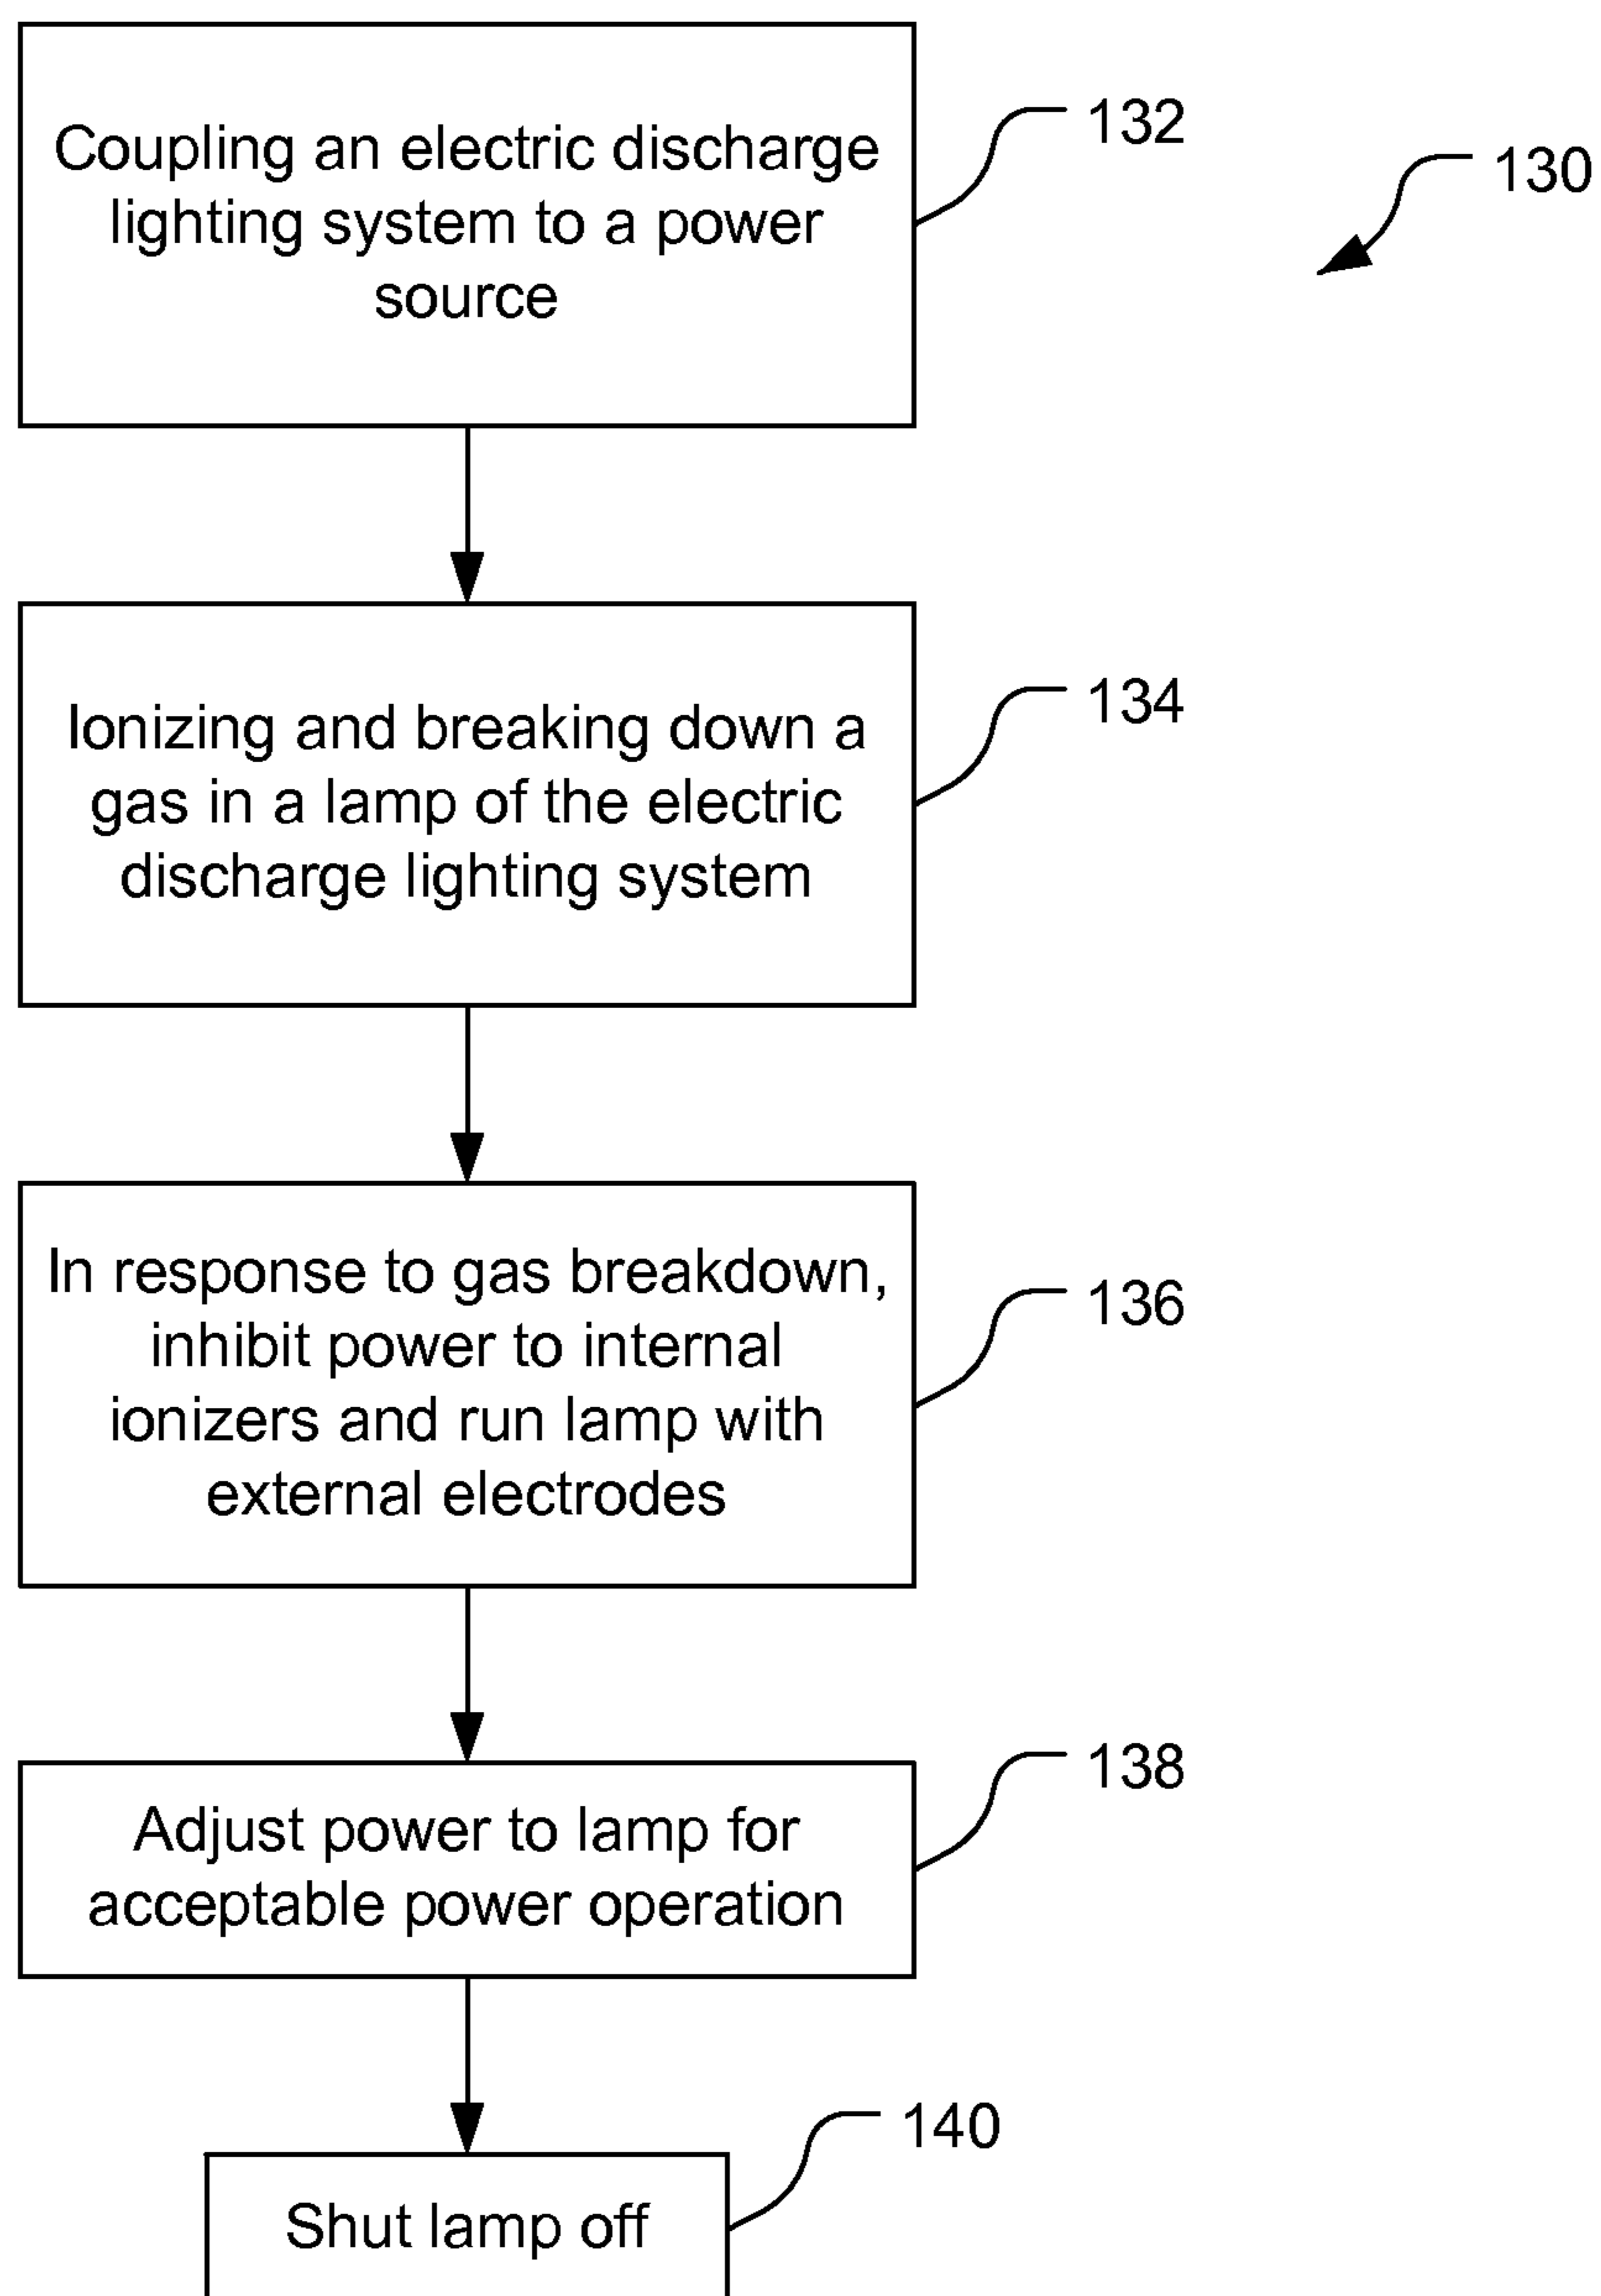 Coupling an electric discharge
lighting system to a power
source
132
130
Ionizing and breaking down a
gas in a lamp of the electric
discharge lighting system
134
In response to gas breakdown,
inhibit power to internal
ionizers and run lamp with
external electrodes
136
Adjust power to lamp for
acceptable power operation
138
Shut lamp off
140